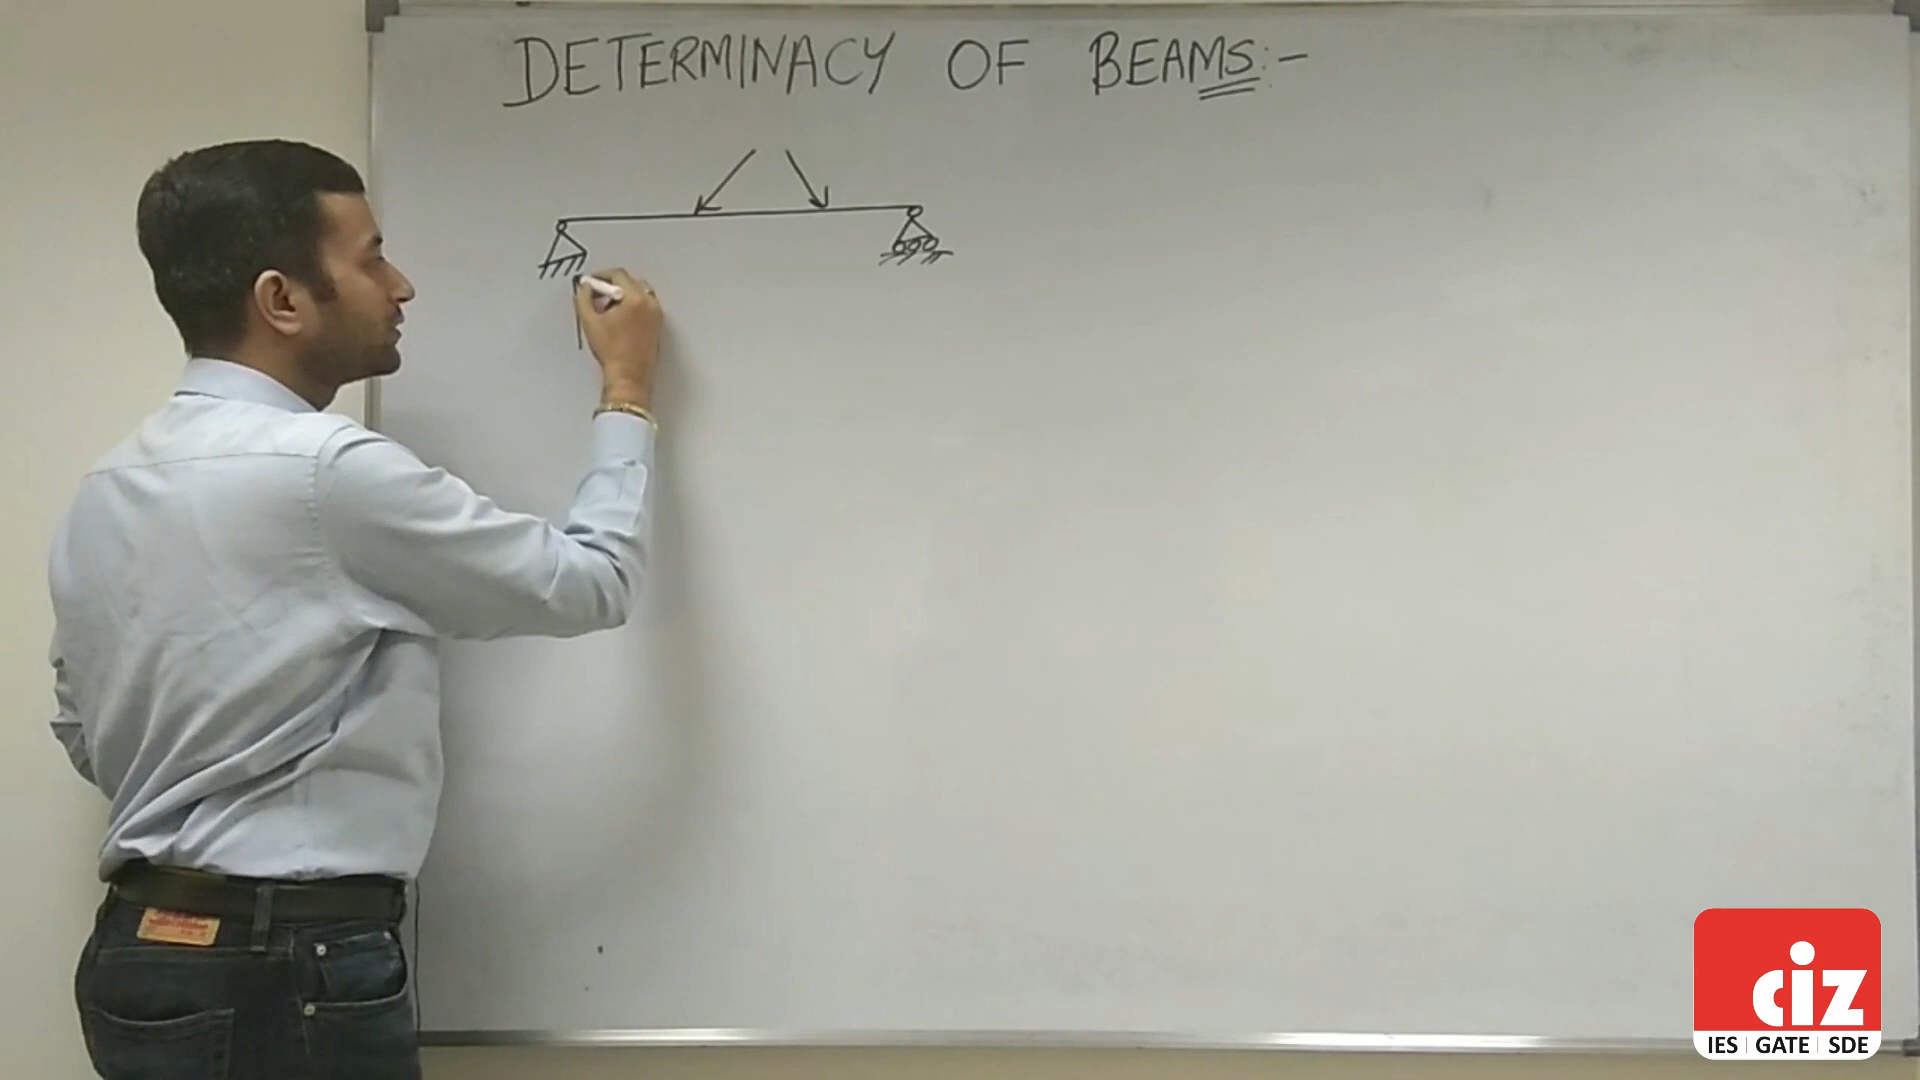 DETERMINACY OF BEAMS:-
ciz
IES | GATE | SDE